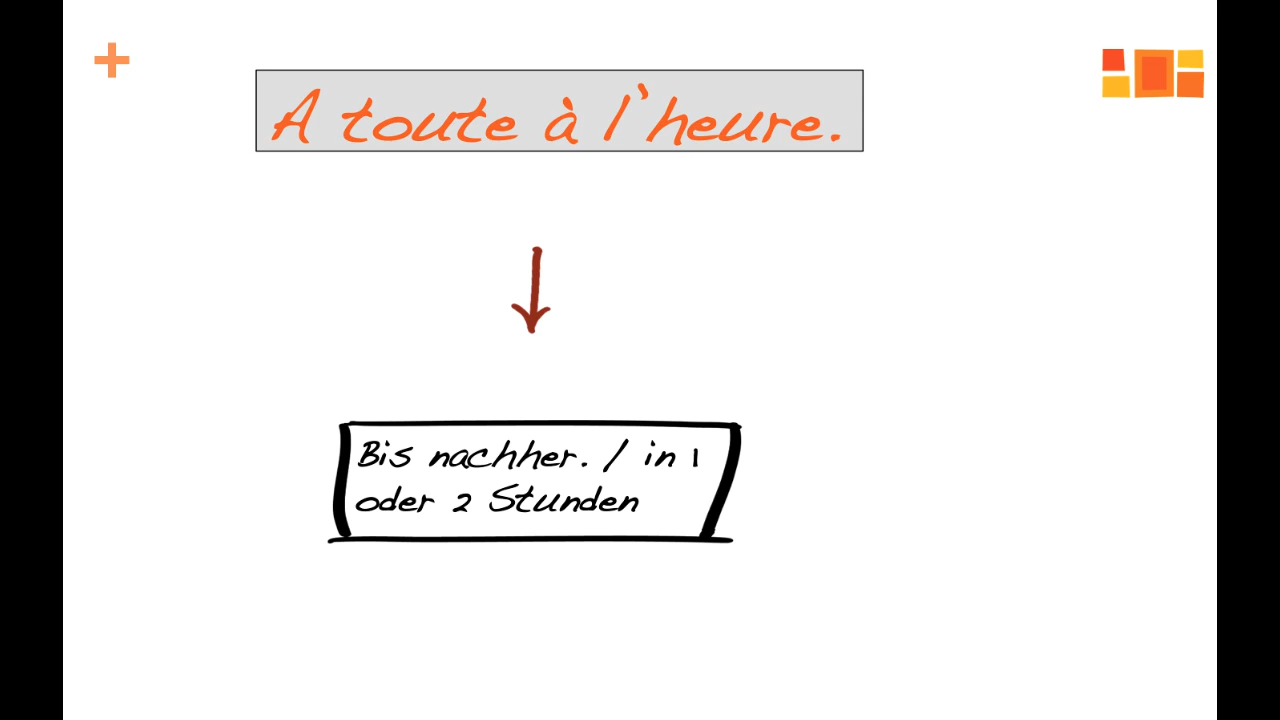 A toute à l'heure.
Bis nachher. / in 1
oder 2 Stunden